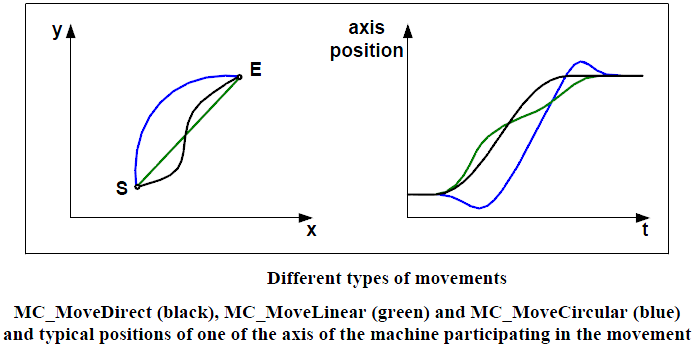 y
E
S
x
axis
position
t
Different types of movements
MC_MoveDirect (black), MC_MoveLinear (green) and MC_MoveCircular (blue)
and typical positions of one of the axis of the machine participating in the movement